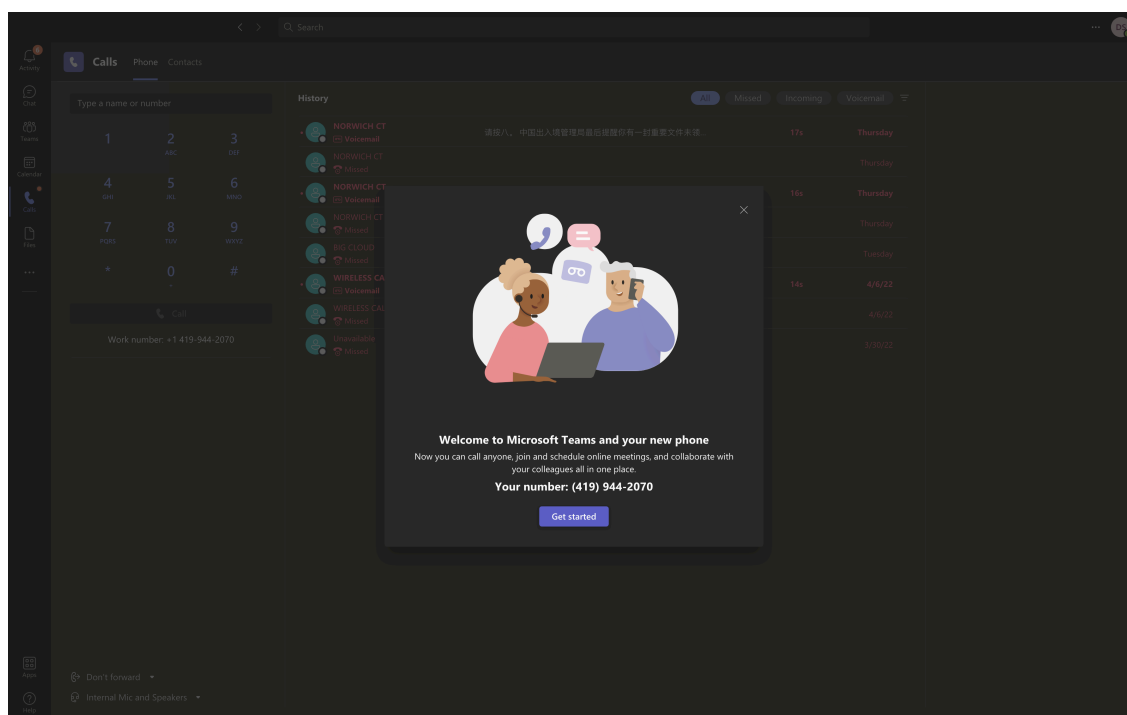 Search
Activity
Chat
Teams
Calendar
Calls
Files
Apps
Help
Calls Phone Contacts
Type a name or number
1 2 3
ABC DEF
4 5 6
GHI JKL MNO
7 8 9
PQRS TUV WXYZ
* 0 #
+
Call
Work number: +1 419-944-2070
Don't forward
Internal Mic and Speakers
History All Missed Incoming Voicemail
NORWICH CT
Voicemail
请按八。 中国出入境管理局最后提醒你有一封重要文件未领... 17s Thursday
NORWICH CT
Missed Thursday
NORWICH CT
Voicemail 16s Thursday
NORWICH CT
Missed Thursday
BIG CLOUD
Missed Tuesday
WIRELESS CA
Voicemail 14s 4/6/22
WIRELESS CA
Missed 4/6/22
Unavailable
Missed
Welcome to Microsoft Teams and your new phone
Now you can call anyone, join and schedule online meetings, and collaborate with
your colleagues all in one place.
Your number: (419) 944-2070
Get started